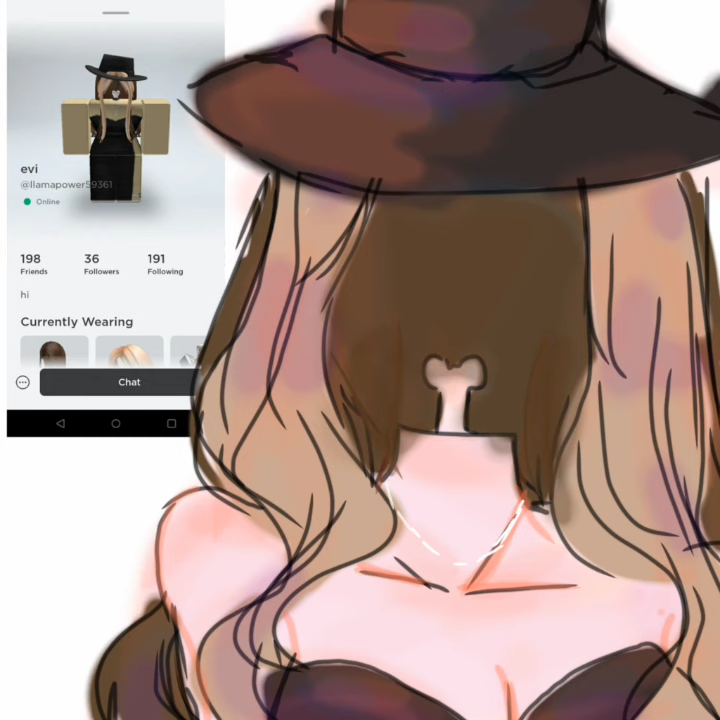 evi
@llamapower59361
Online
198 36 191
Friends Followers Following
hi
Currently Wearing
Chat